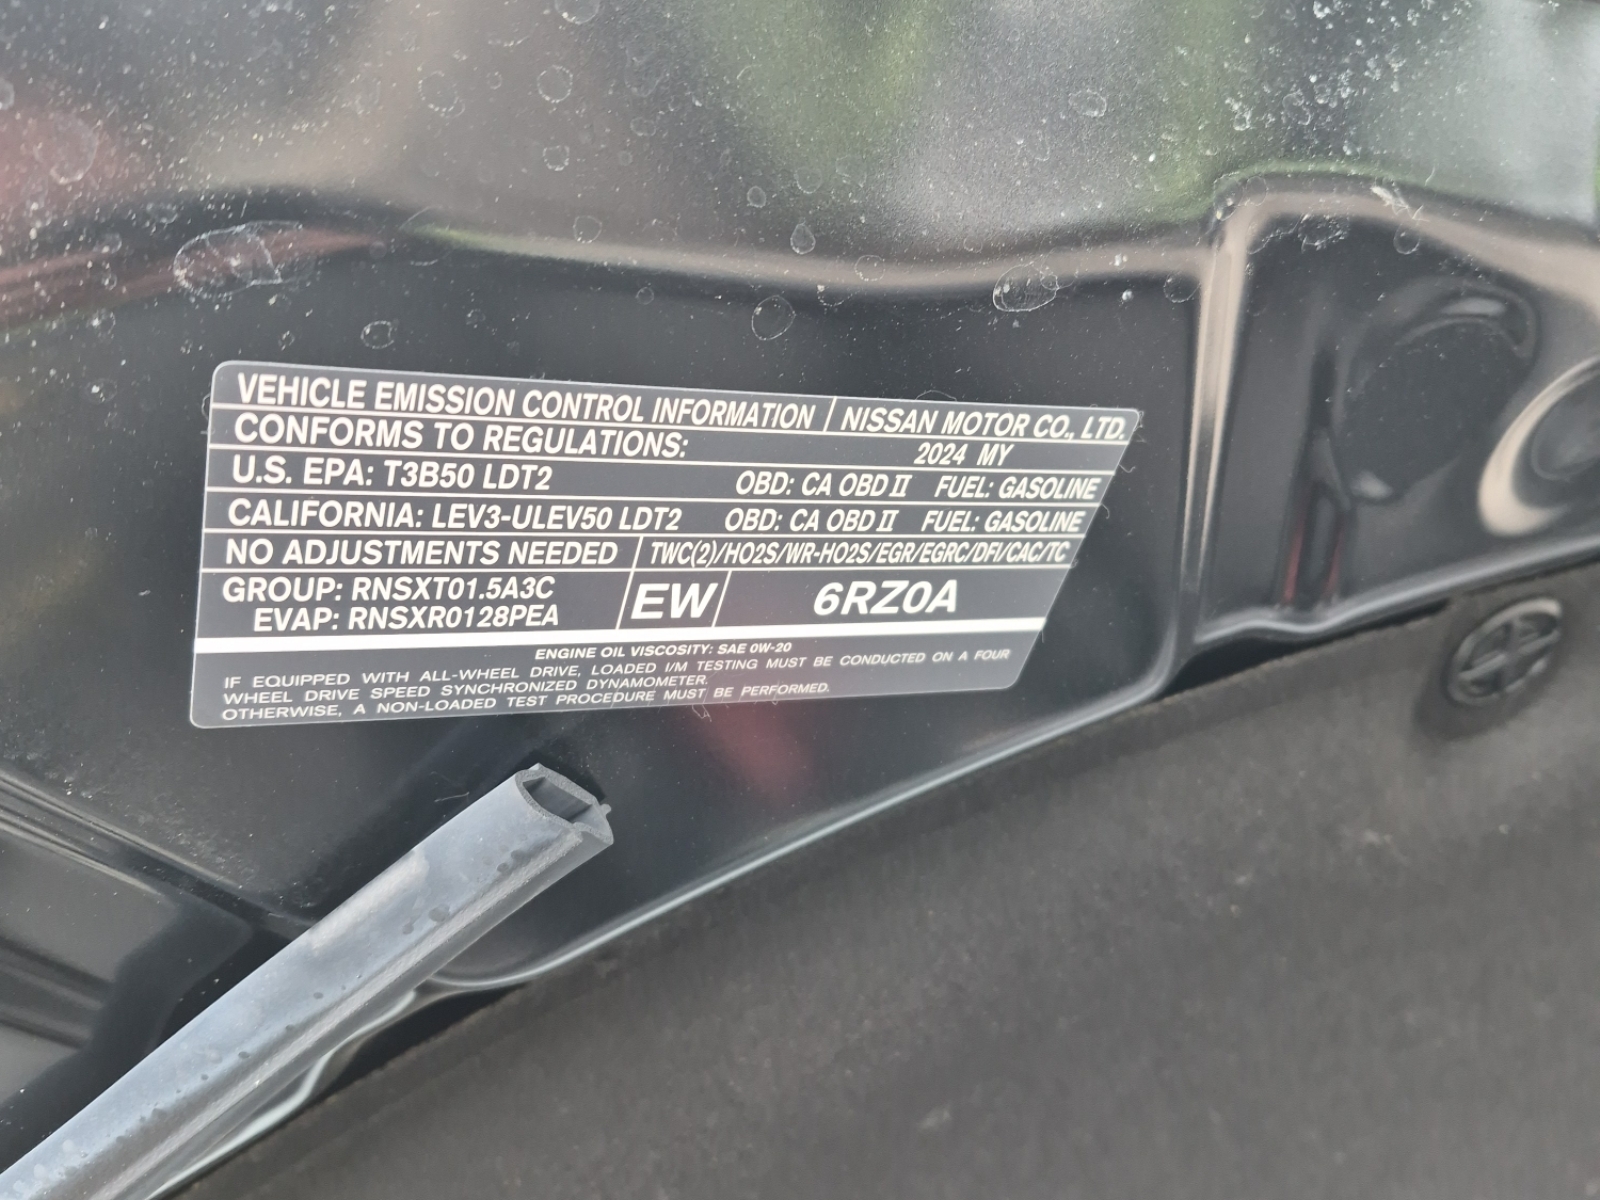 VEHICLE EMISSION CONTROL INFORMATION NISSAN MOTOR CO., LTD.
CONFORMS TO REGULATIONS: 2024 MY
U.S. EPA: T3B50 LDT2 OBD: CA OBD II FUEL: GASOLINE
CALIFORNIA: LEV3-ULEV50 LDT2 OBD: CA OBD II FUEL: GASOLINE
NO ADJUSTMENTS NEEDED TWC(2)/HO2S/WR-HO2S/EGR/EGRC/DFI/CAC/TC
GROUP: RNSXT01.5A3C
EVAP: RNSXR0128PEA
EW 6RZ0A
ENGINE OIL VISCOSITY: SAE 0W-20
IF EQUIPPED WITH ALL-WHEEL DRIVE, LOADED I/M TESTING MUST BE CONDUCTED ON A FOUR
WHEEL DRIVE SPEED SYNCHRONIZED DYNAMOMETER.
OTHERWISE, A NON-LOADED TEST PROCEDURE MUST BE PERFORMED.